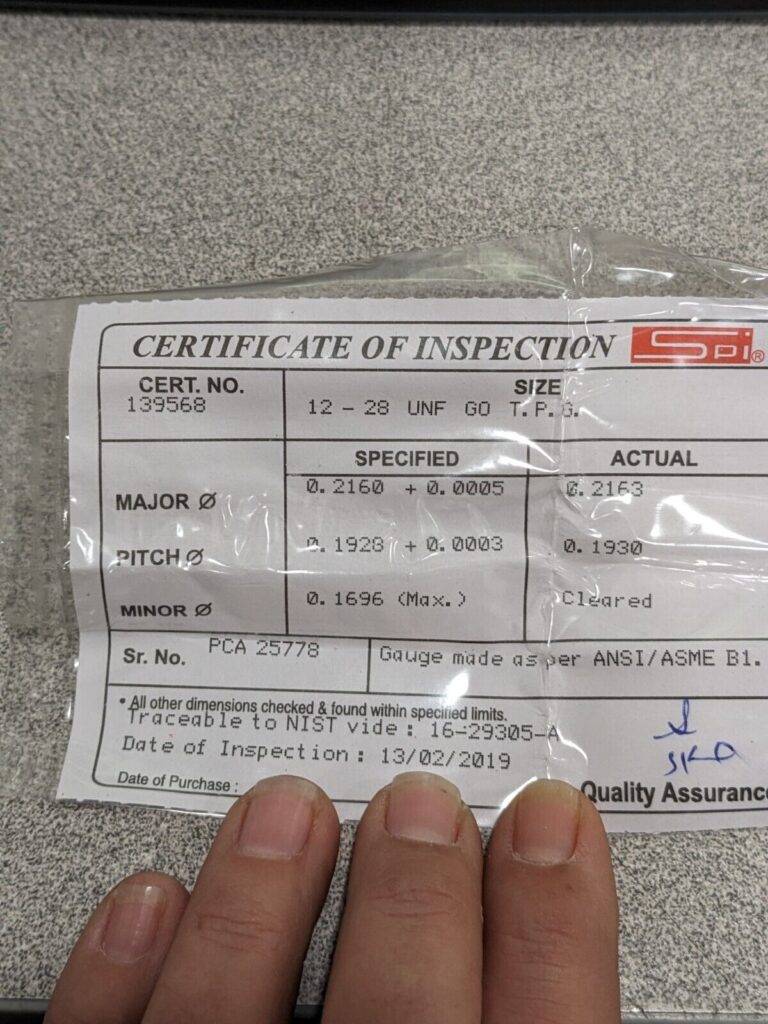 CERTIFICATE OF INSPECTION Spi®
CERT. NO.
139568
SIZE
12 - 28 UNF GO T.P.G.
SPECIFIED ACTUAL
MAJOR Ø 0.2160 + 0.0005 0.2163
PITCH Ø 0.1928 + 0.0003 0.1930
MINOR Ø 0.1696 (Max.) Cleared
Sr. No. PCA 25778 Gauge made as per ANSI/ASME B1.
• All other dimensions checked & found within specified limits.
Traceable to NIST vide : 16-29305-A
Date of Inspection : 13/02/2019
Date of Purchase :
Quality Assurance